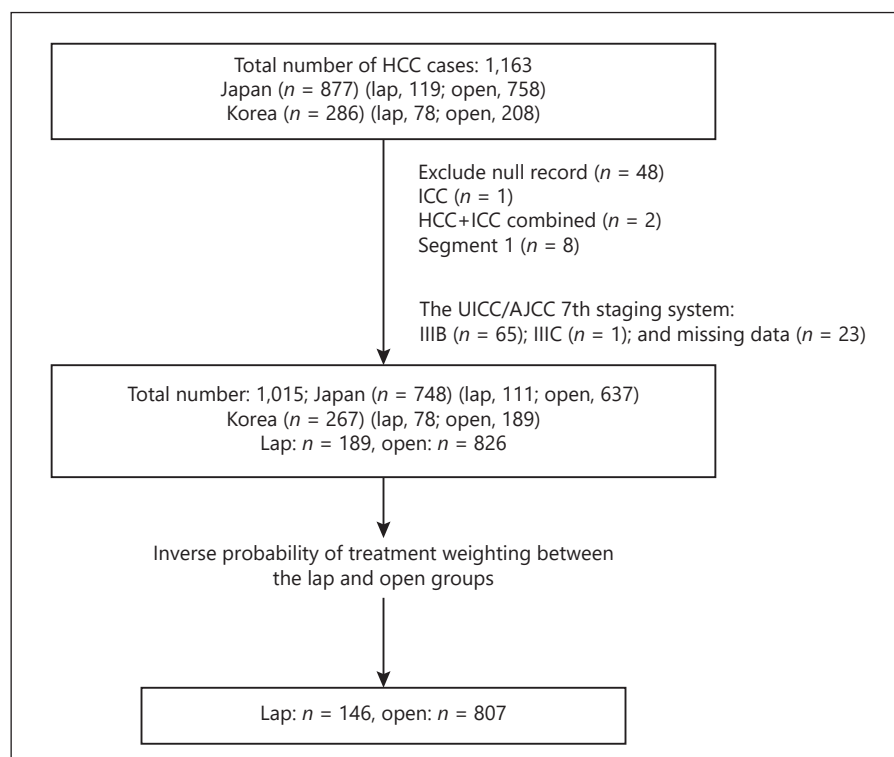 Total number of HCC cases: 1,163
Japan (n = 877) (lap, 119; open, 758)
Korea (n = 286) (lap, 78; open, 208)
Exclude null record (n = 48)
ICC (n = 1)
HCC+ICC combined (n = 2)
Segment 1 (n = 8)
The UICC/AJCC 7th staging system:
IIIB (n = 65); IIIC (n = 1); and missing data (n = 23)
Total number: 1,015; Japan (n = 748) (lap, 111; open, 637)
Korea (n = 267) (lap, 78; open, 189)
Lap: n = 189, open: n = 826
Inverse probability of treatment weighting between
the lap and open groups
Lap: n = 146, open: n = 807